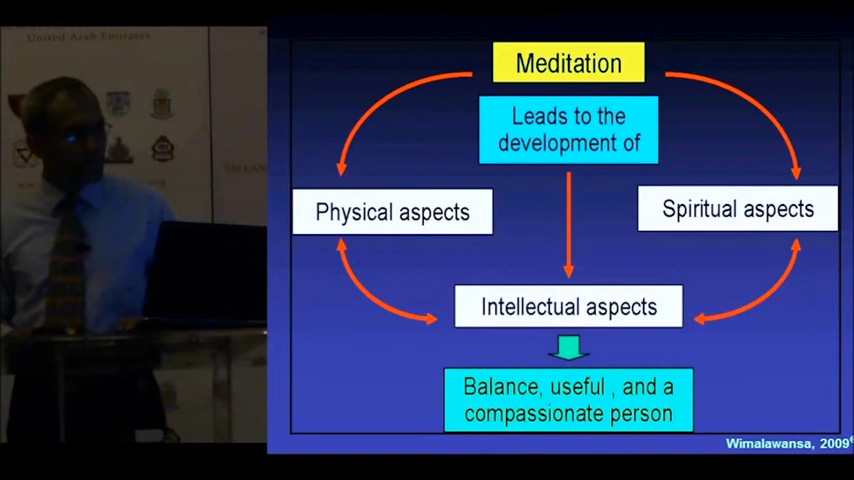 United Arab Emirates
Meditation
Leads to the
development of
Physical aspects
Spiritual aspects
Intellectual aspects
Balance, useful , and a
compassionate person
Wimalawansa, 2009©